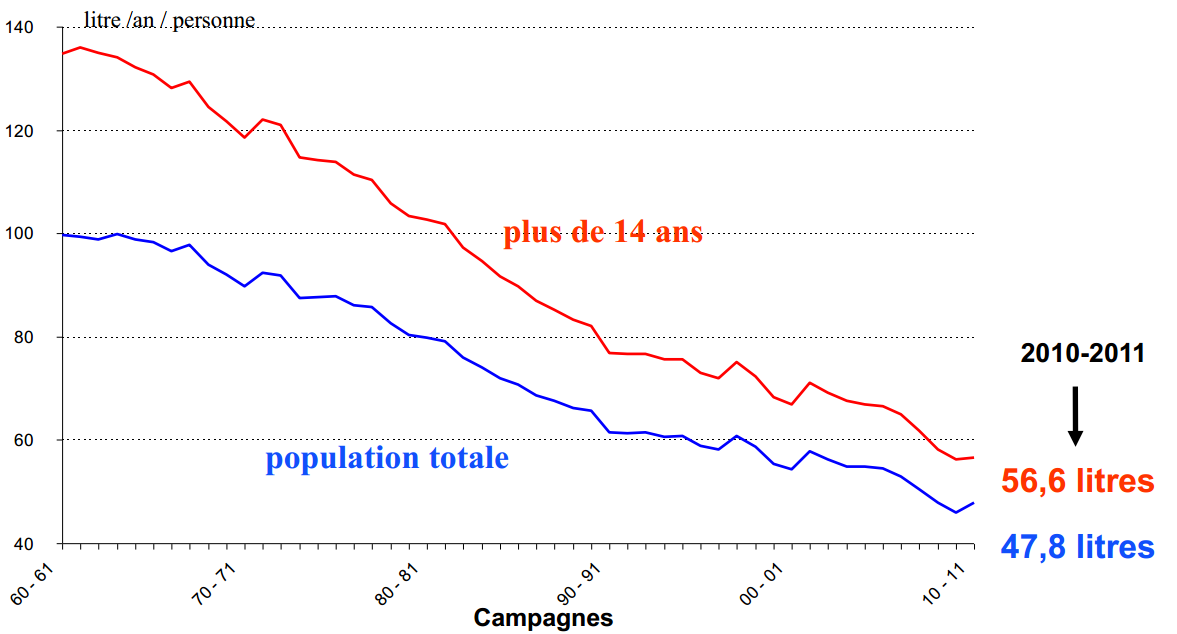 litre /an / personne
140
120
100
80
60
40
plus de 14 ans
population totale
2010-2011
56,6 litres
47,8 litres
60 - 61
70 - 71
80 - 81
90 - 91
00 - 01
10 - 11
Campagnes